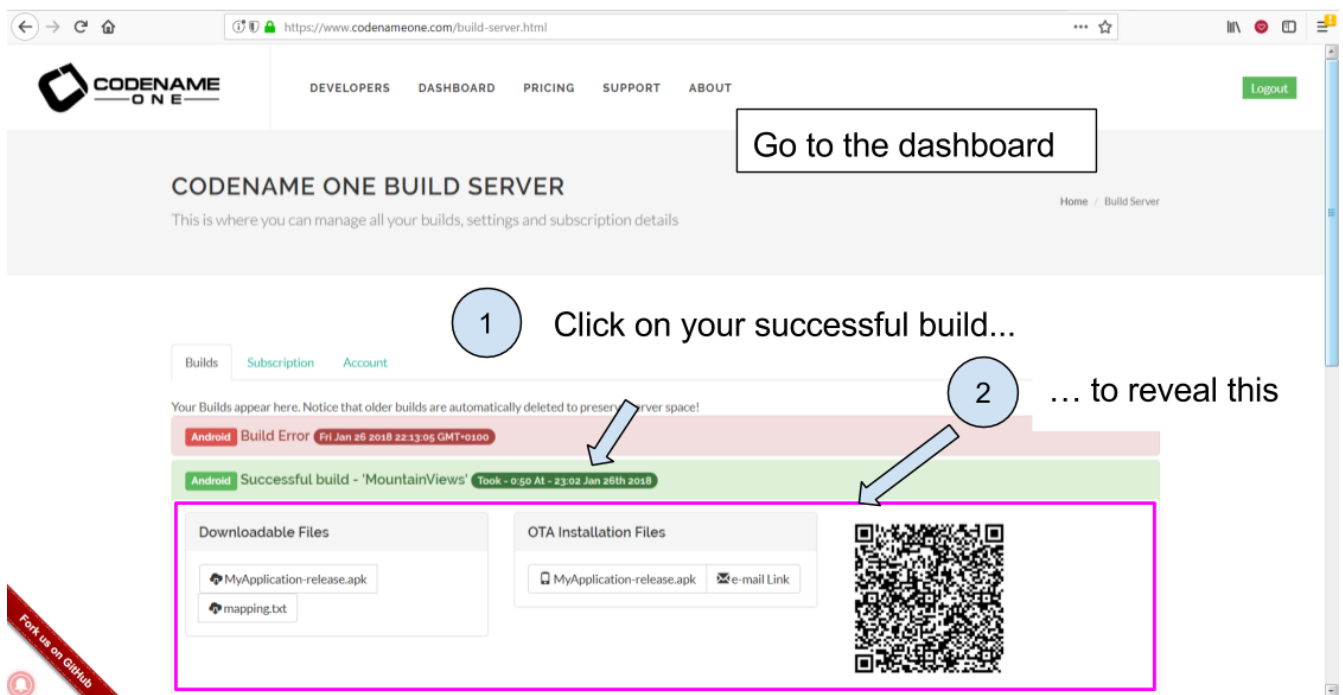 https://www.codenameone.com/build-server.html
CODENAME
ONE
DEVELOPERS DASHBOARD PRICING SUPPORT ABOUT
Logout
Go to the dashboard
CODENAME ONE BUILD SERVER
This is where you can manage all your builds, settings and subscription details
Home / Build Server
1 Click on your successful build...
Builds Subscription Account
2 … to reveal this
Your Builds appear here. Notice that older builds are automatically deleted to preserve server space!
Android Build Error Fri Jan 26 2018 22:13:05 GMT+0100
Android Successful build - 'MountainViews' Took - 0:50 At - 23:02 Jan 26th 2018
Downloadable Files
MyApplication-release.apk
mapping.txt
OTA Installation Files
MyApplication-release.apk e-mail Link
Fork us on GitHub